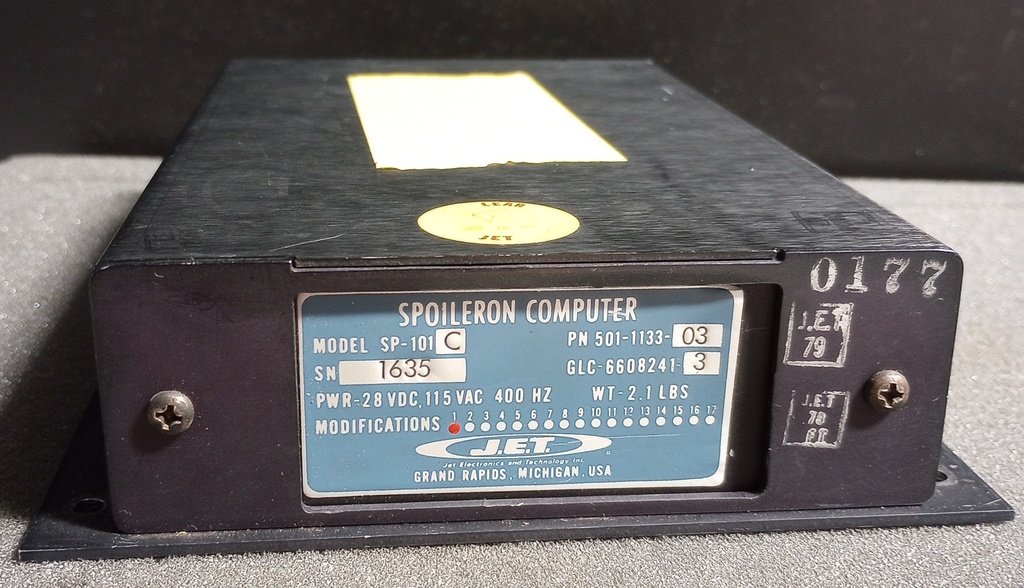 LEAR
JET
0177
SPOILERON COMPUTER
MODEL SP-101 C PN 501-1133-03
SN 1635 GLC-6608241-3
PWR-28 VDC, 115 VAC 400 HZ WT-2.1 LBS
MODIFICATIONS 1 2 3 4 5 6 7 8 9 10 11 12 13 14 15 16 17
J.E.T.
Jet Electronics and Technology Inc.
GRAND RAPIDS, MICHIGAN, USA
J.E.T
79
J.E.T
78